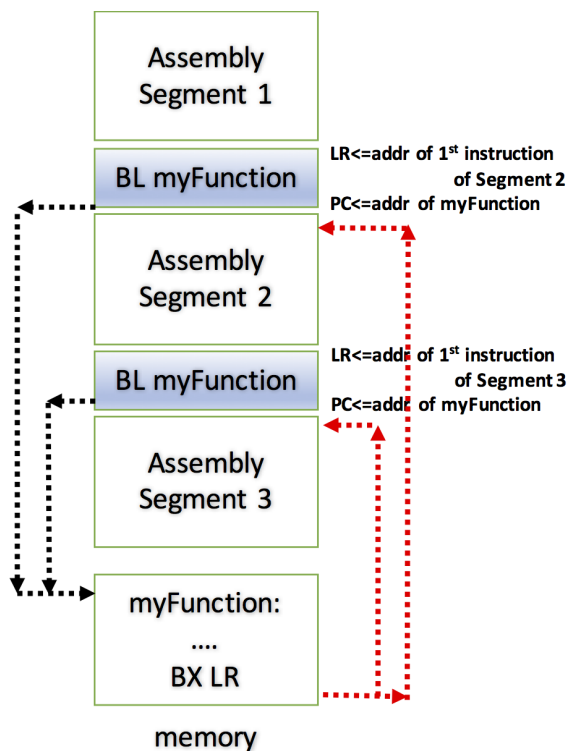 Assembly
Segment 1
LR<=addr of 1st instruction
of Segment 2
BL myFunction
PC<=addr of myFunction
Assembly
Segment 2
LR<=addr of 1st instruction
of Segment 3
BL myFunction
PC<=addr of myFunction
Assembly
Segment 3
myFunction:
....
BX LR
memory